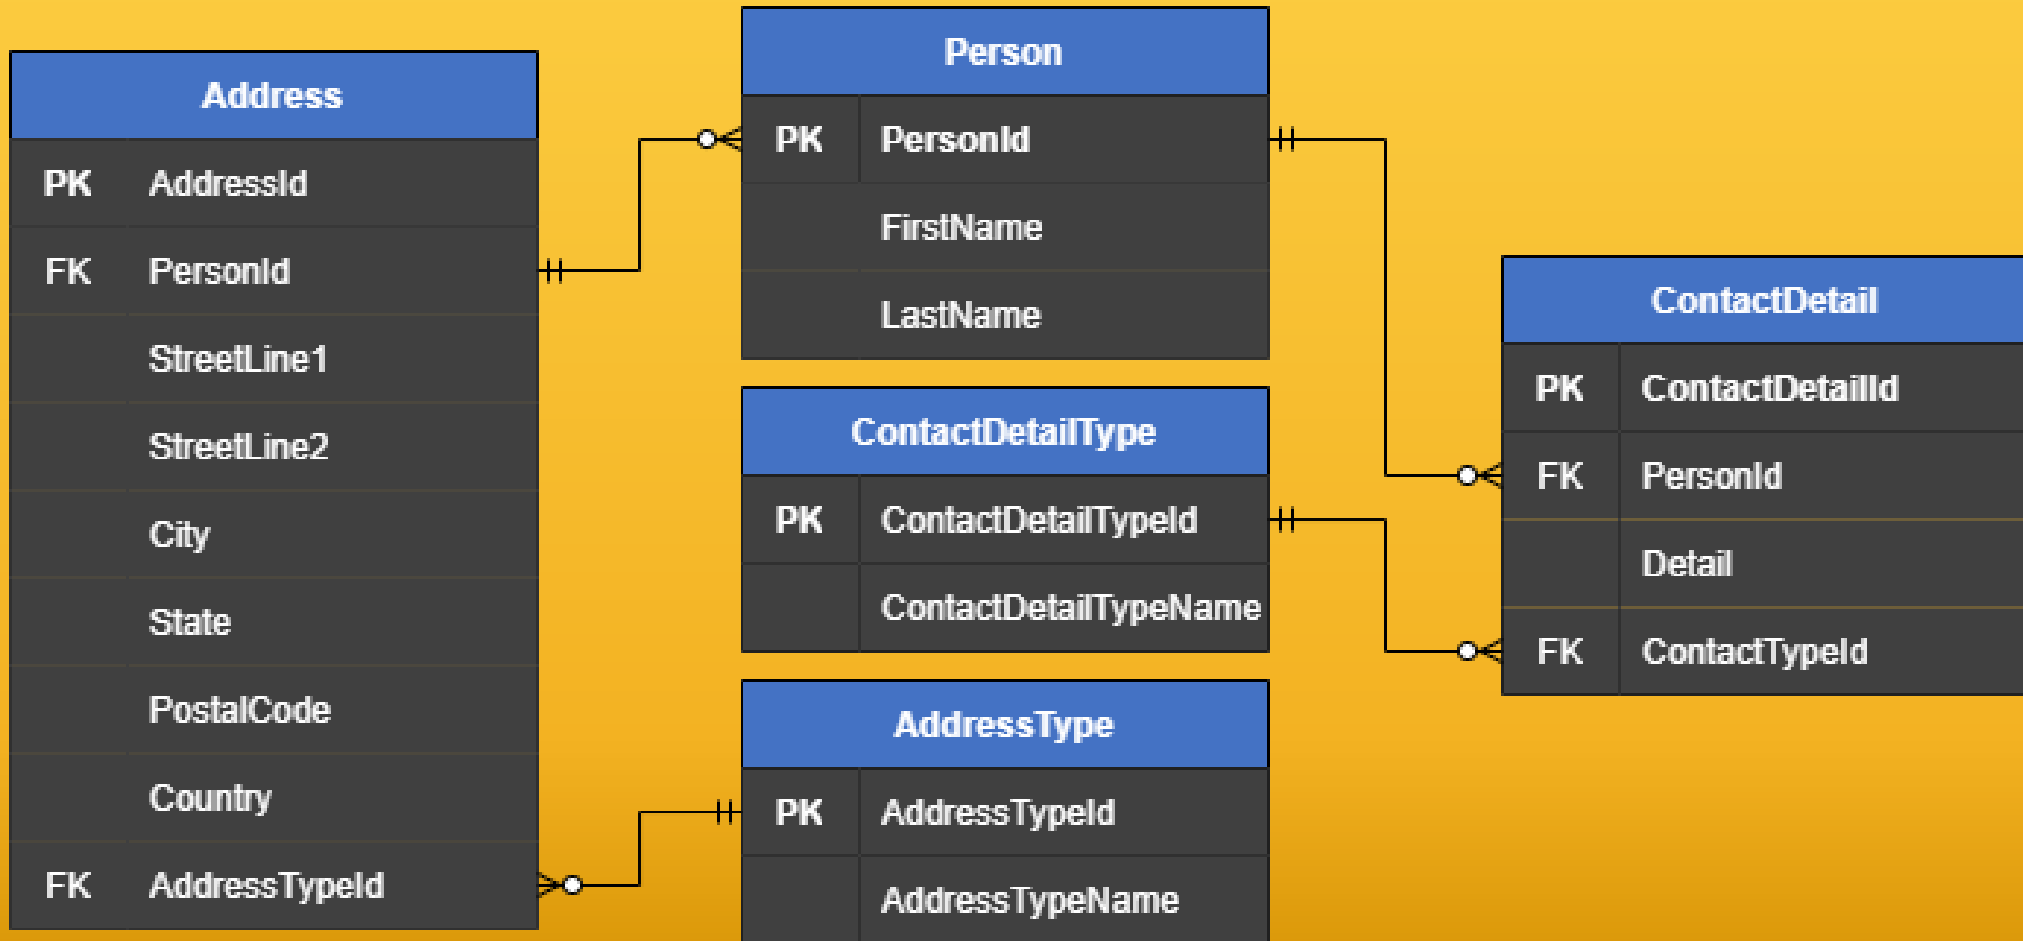 Address
PK AddressId
FK PersonId
StreetLine1
StreetLine2
City
State
PostalCode
Country
FK AddressTypeId
Person
PK PersonId
FirstName
LastName
ContactDetailType
PK ContactDetailTypeId
ContactDetailTypeName
AddressType
PK AddressTypeId
AddressTypeName
ContactDetail
PK ContactDetailId
FK PersonId
Detail
FK ContactTypeId